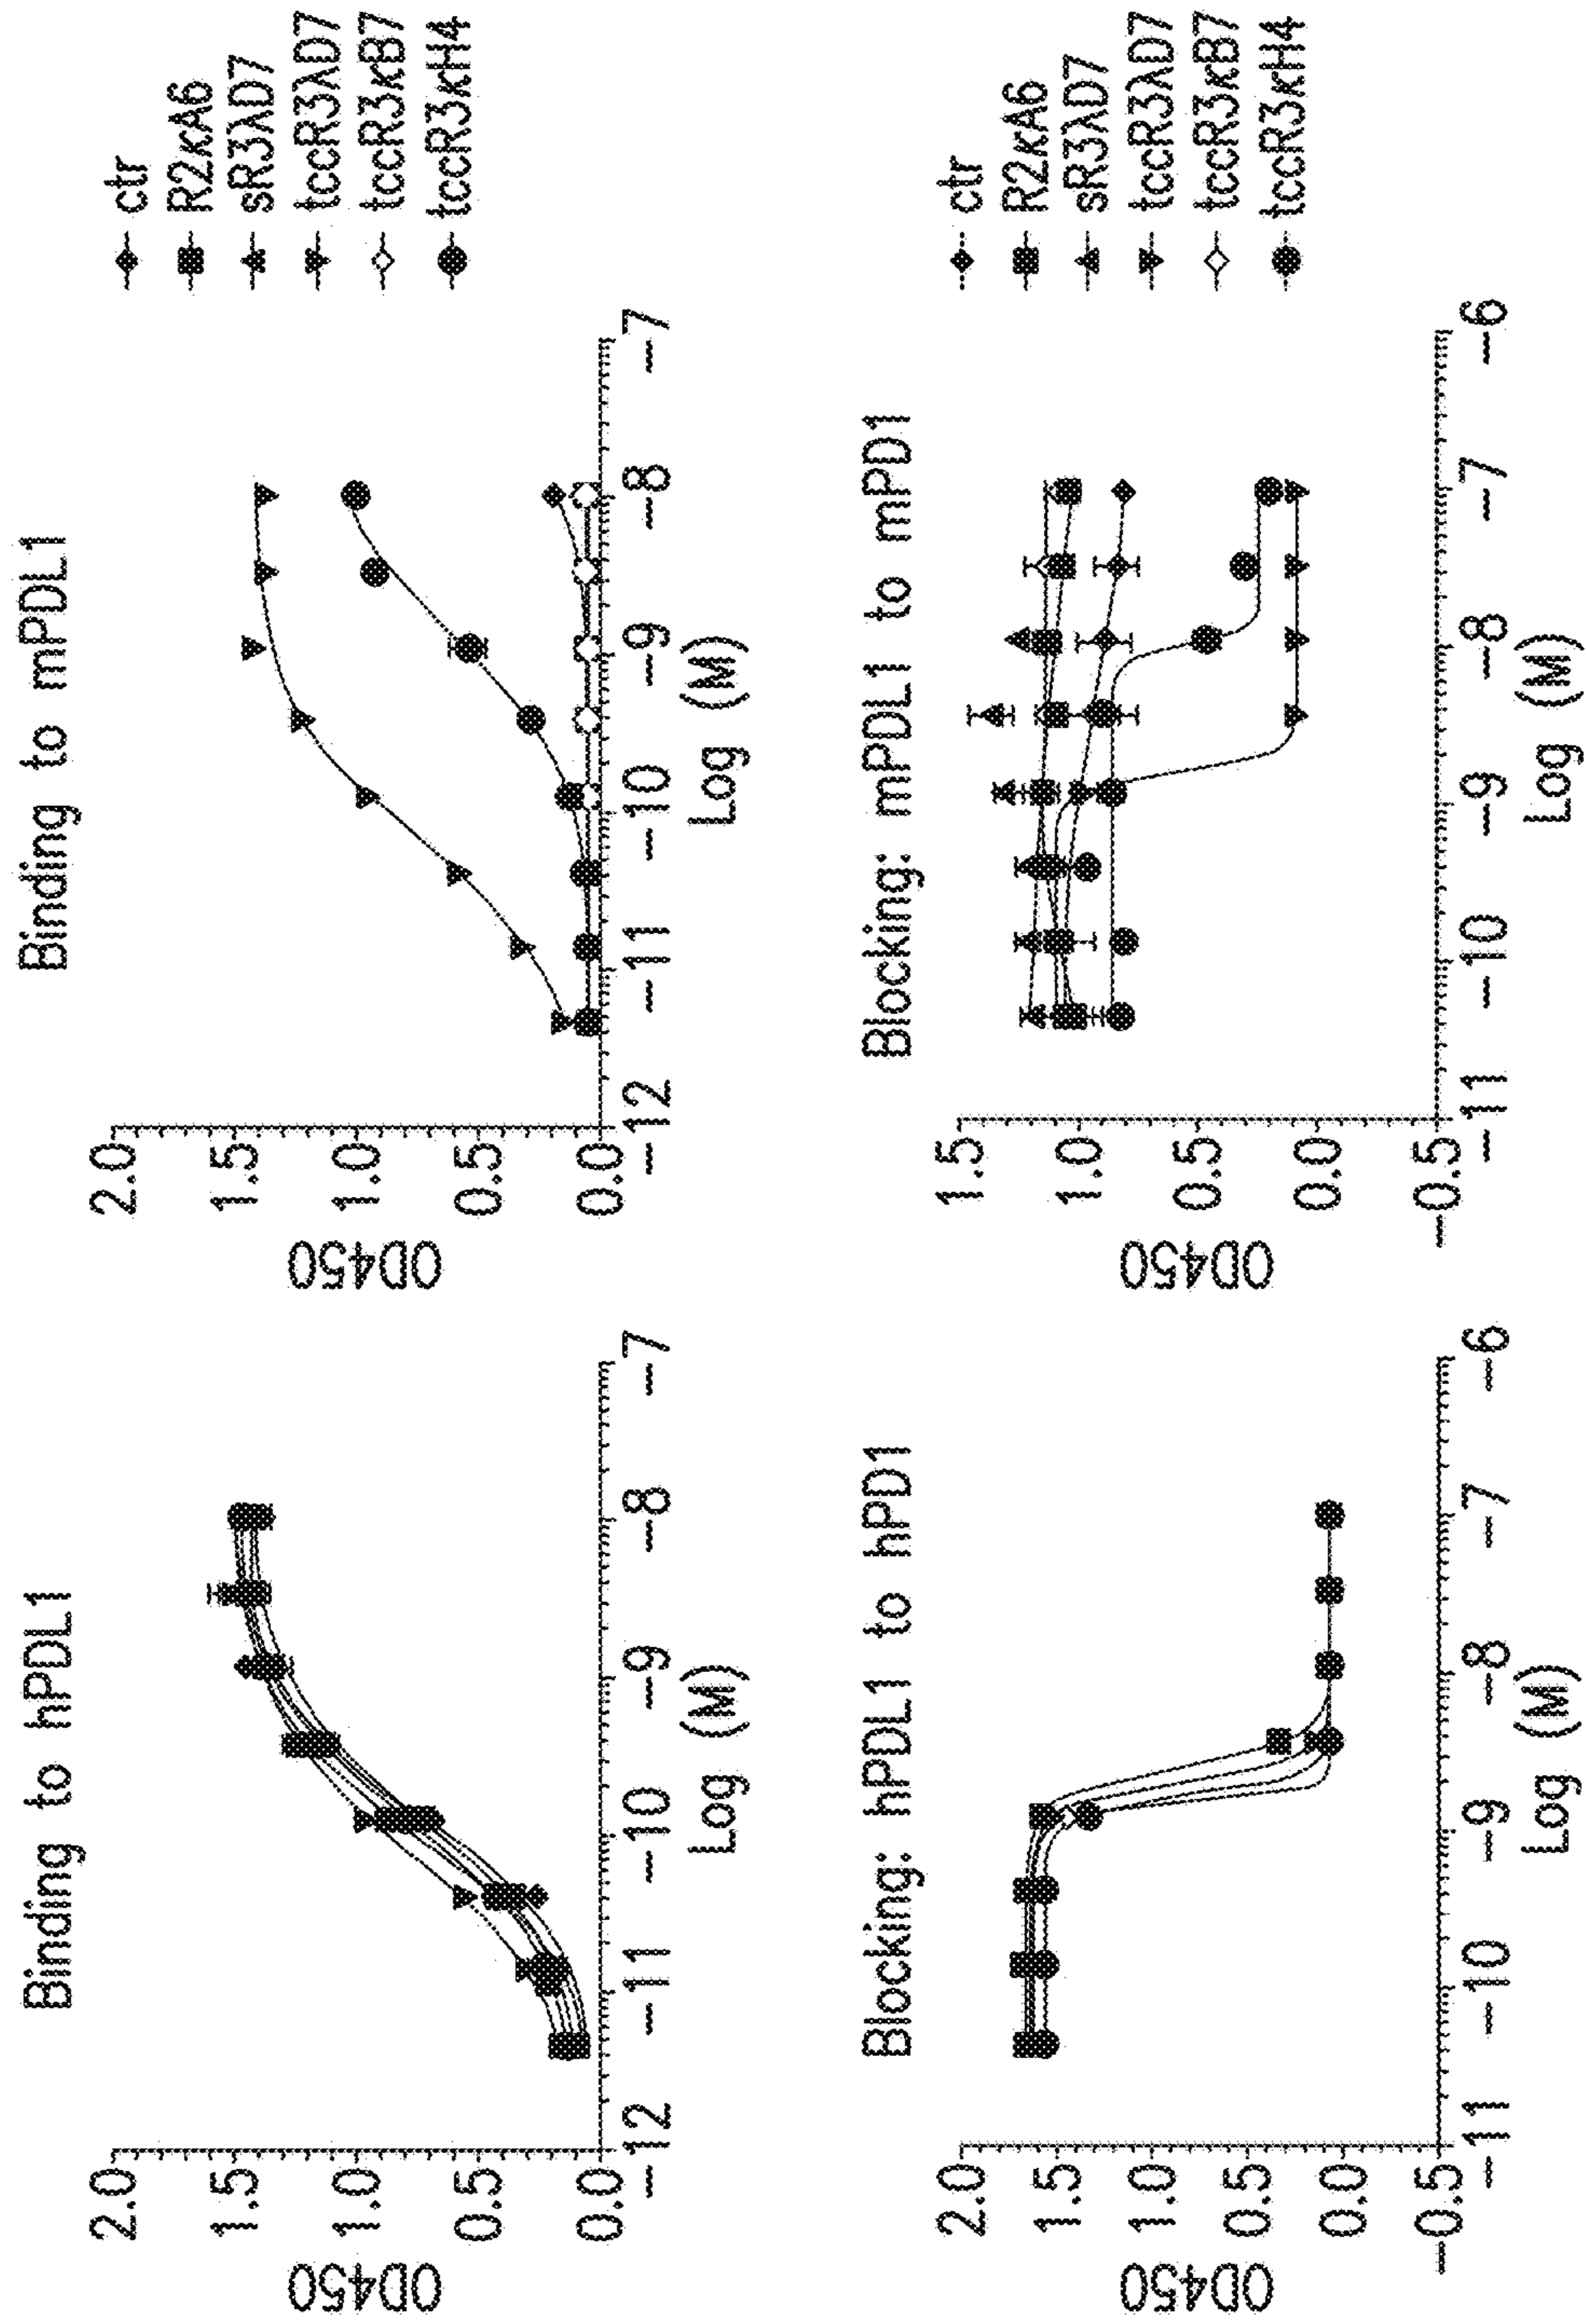 Binding to hPDL1
OD450
2.0
1.5
1.0
0.5
0.0
-12
-11
-10
-9
-8
-7
Log (M)
Binding to mPDL1
OD450
2.0
1.5
1.0
0.5
0.0
-12
-11
-10
-9
-8
-7
Log (M)
ctr
R2κA6
sR3λD7
tccR3λD7
tccR3κB7
tccR3κH4
Blocking: hPDL1 to hPD1
OD450
2.0
1.5
1.0
0.5
0.0
-0.5
-11
-10
-9
-8
-7
-6
Log (M)
Blocking: mPDL1 to mPD1
OD450
1.5
1.0
0.5
0.0
-0.5
-11
-10
-9
-8
-7
-6
Log (M)
ctr
R2κA6
sR3λD7
tccR3λD7
tccR3κB7
tccR3κH4